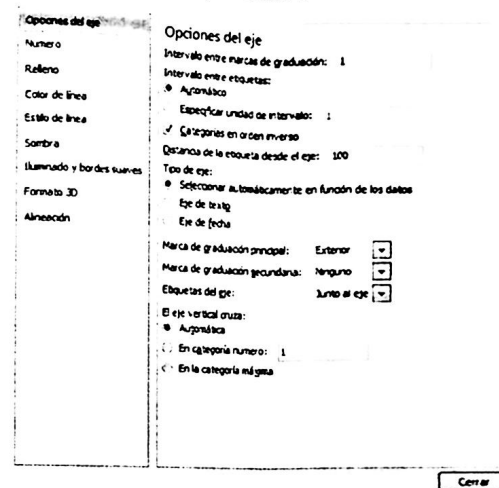 Opciones del eje
Numero
Relleno
Color de línea
Estilo de línea
Sombra
Iluminado y bordes suaves
Formato 3D
Alineación
Opciones del eje
Intervalo entre marcas de graduación: 1
Intervalo entre etiquetas:
Automático
Especificar unidad de intervalo: 1
Categorías en orden inverso
Distancia de la etiqueta desde el eje: 100
Tipo de eje:
Seleccionar automáticamente en función de los datos
Eje de texto
Eje de fecha
Marca de graduación principal: Exterior
Marca de graduación secundaria: Ninguno
Etiquetas del eje: Junto al eje
El eje vertical cruza:
Automática
En categoría numero: 1
En la categoría máxima
Cerrar